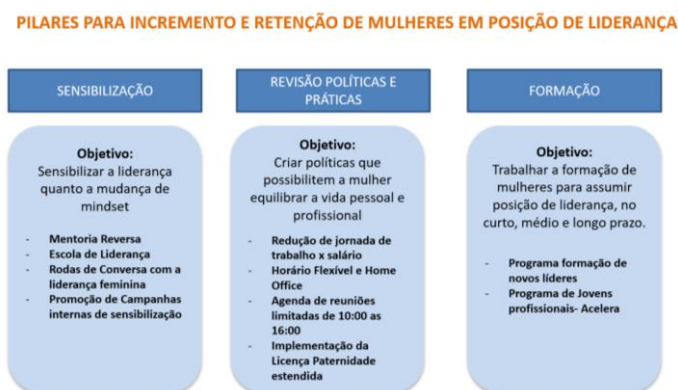 PILARES PARA INCREMENTO E RETENÇÃO DE MULHERES EM POSIÇÃO DE LIDERANÇA
SENSIBILIZAÇÃO
Objetivo:
Sensibilizar a liderança
quanto a mudança de
mindset
- Mentoria Reversa
- Escola de Liderança
- Rodas de Conversa com a
liderança feminina
- Promoção de Campanhas
internas de sensibilização
REVISÃO POLÍTICAS E
PRÁTICAS
Objetivo:
Criar políticas que
possibilitem a mulher
equilibrar a vida pessoal e
profissional
- Redução de jornada de
trabalho x salário
- Horário Flexível e Home
Office
- Agenda de reuniões
limitadas de 10:00 as
16:00
- Implementação da
Licença Paternidade
estendida
FORMAÇÃO
Objetivo:
Trabalhar a formação de
mulheres para assumir
posição de liderança, no
curto, médio e longo prazo.
- Programa formação de
novos líderes
- Programa de Jovens
profissionais- Acelera